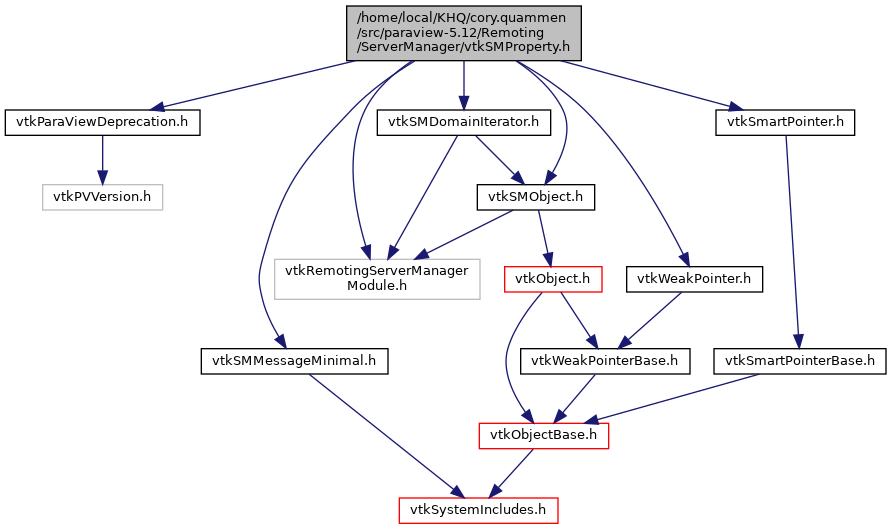 /home/local/KHQ/cory.quammen
/src/paraview-5.12/Remoting
/ServerManager/vtkSMProperty.h
vtkParaViewDeprecation.h
vtkSMDomainIterator.h
vtkSmartPointer.h
vtkPVVersion.h
vtkSMObject.h
vtkRemotingServerManager
Module.h
vtkObject.h
vtkWeakPointer.h
vtkSMMessageMinimal.h
vtkWeakPointerBase.h
vtkSmartPointerBase.h
vtkObjectBase.h
vtkSystemIncludes.h